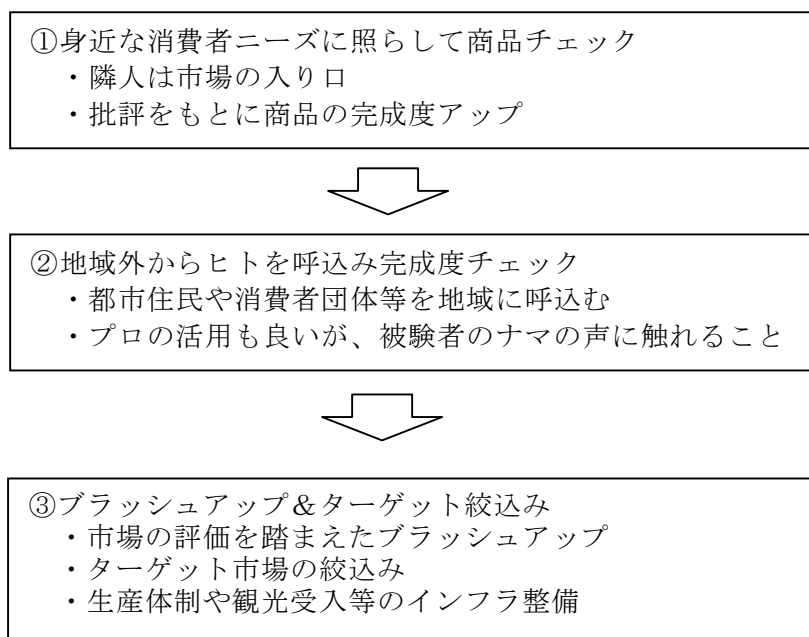 ①身近な消費者ニーズに照らして商品チェック
・隣人は市場の入り口
・批評をもとに商品の完成度アップ
②地域外からヒトを呼込み完成度チェック
・都市住民や消費者団体等を地域に呼込む
・プロの活用も良いが、被験者のナマの声に触れること
③ブラッシュアップ＆ターゲット絞込み
・市場の評価を踏まえたブラッシュアップ
・ターゲット市場の絞込み
・生産体制や観光受入等のインフラ整備